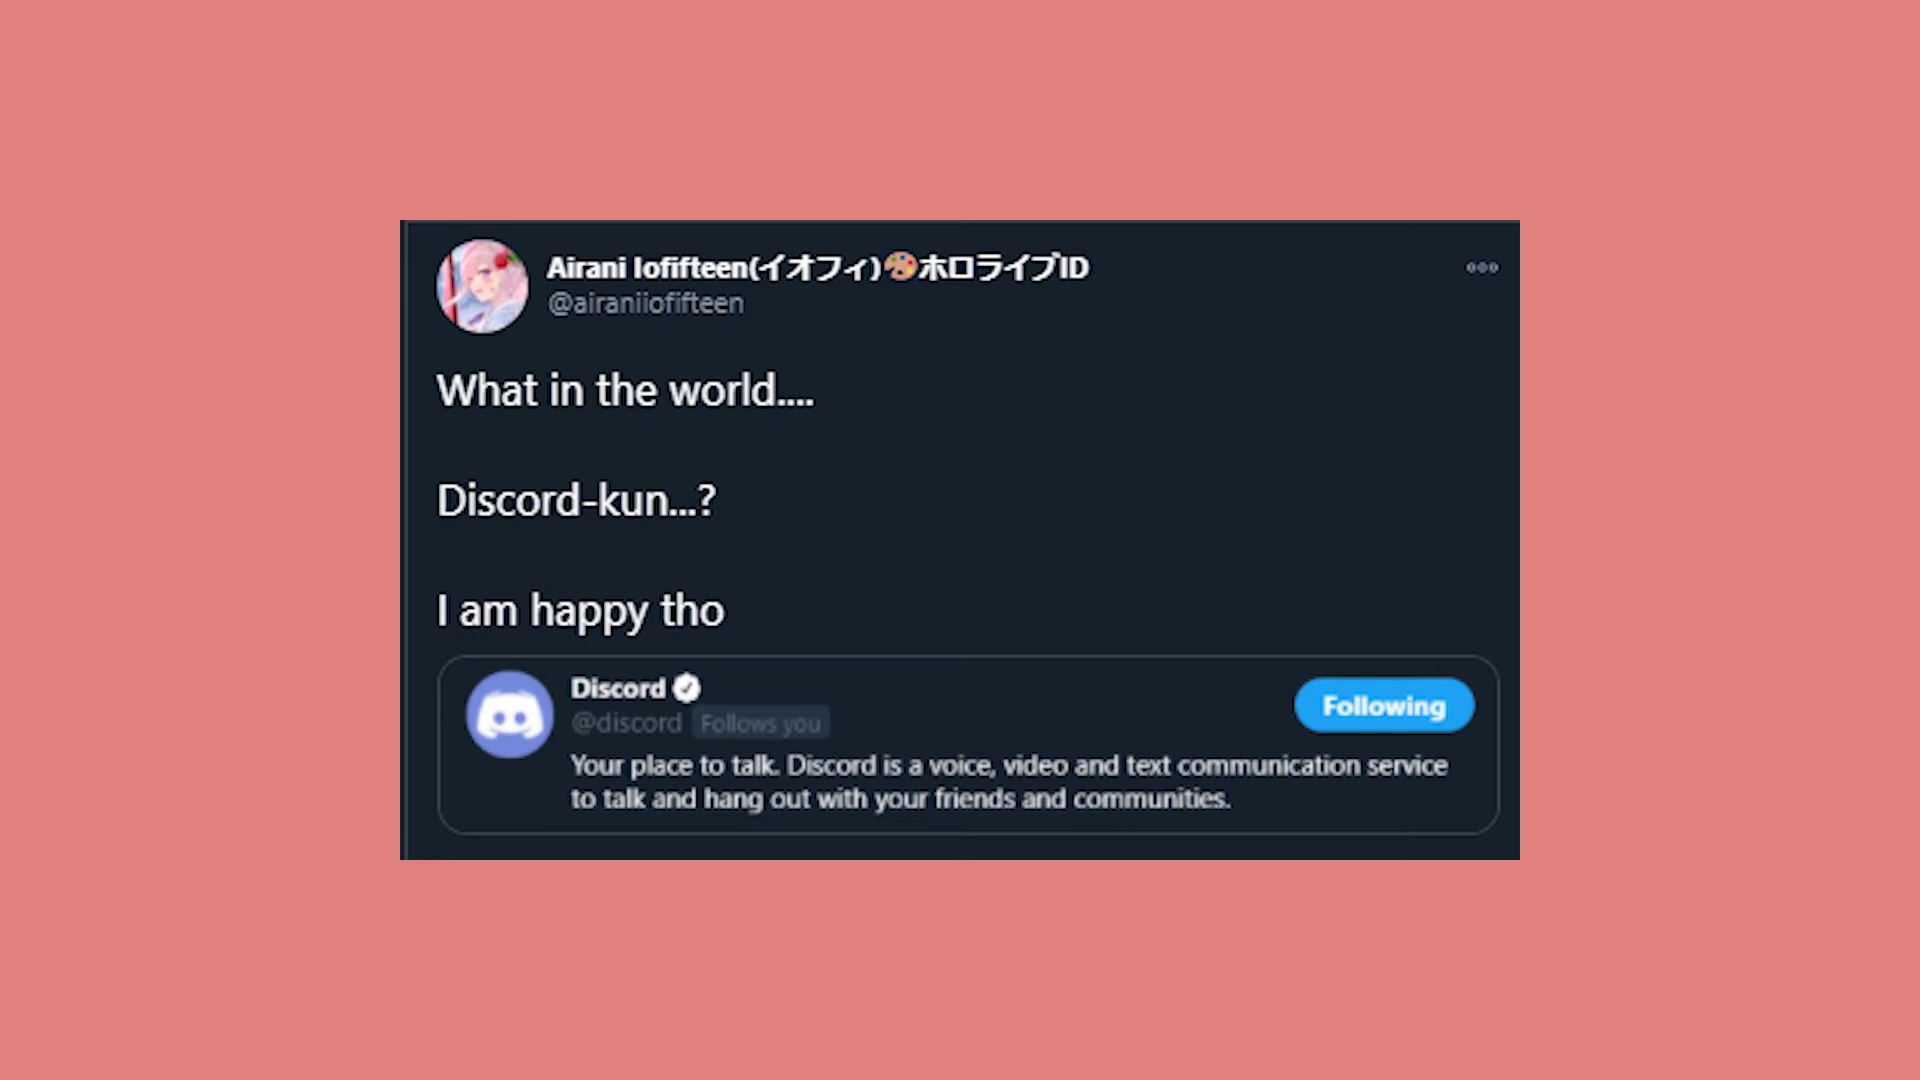 Airani Iofifteen(イオフィ)🎨ホロライブID
@airaniiofifteen
What in the world....
Discord-kun...?
I am happy tho
Discord
@discord Follows you
Following
Your place to talk. Discord is a voice, video and text communication service
to talk and hang out with your friends and communities.